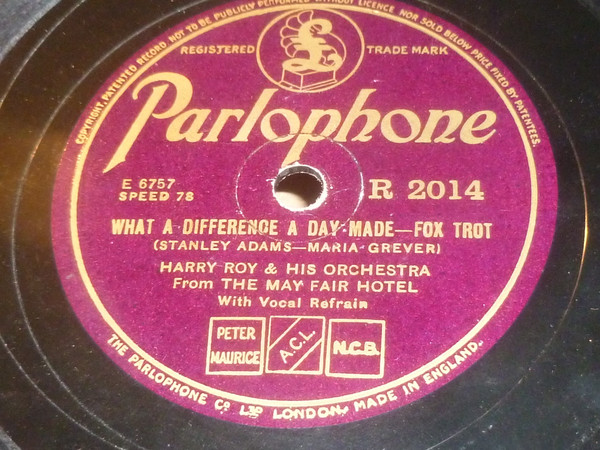 COPYRIGHT, PATENTED RECORD NOT TO BE PUBLICLY PERFORMED WITHOUT LICENCE NOR SOLD BELOW PRICE FIXED BY PATENTEES.
REGISTERED TRADE MARK
£
Parlophone
E 6757
SPEED 78
R 2014
WHAT A DIFFERENCE A DAY MADE—FOX TROT
(STANLEY ADAMS—MARIA GREVER)
HARRY ROY & HIS ORCHESTRA
From THE MAY FAIR HOTEL
With Vocal Refrain
PETER MAURICE
A.C.L.
N.C.B.
THE PARLOPHONE Co LTD LONDON. MADE IN ENGLAND.